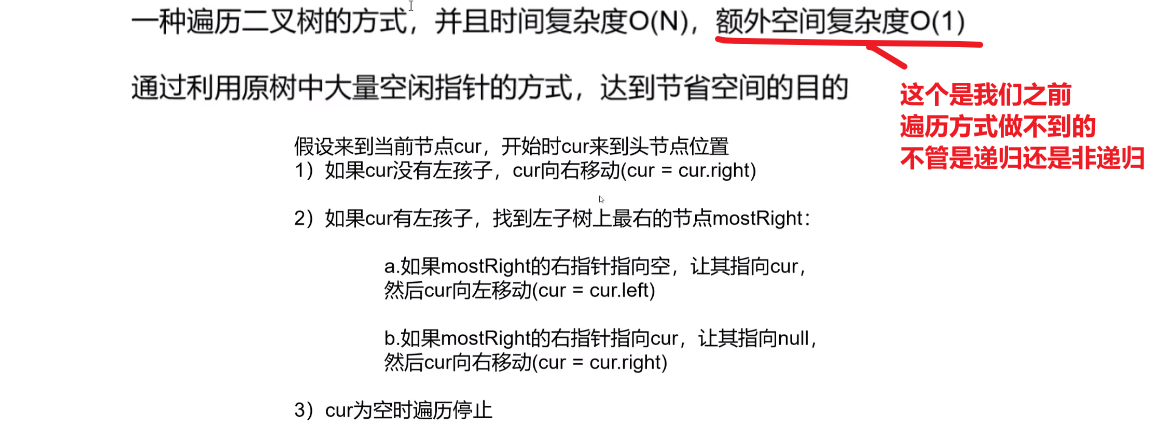 一种遍历二叉树的方式，并且时间复杂度O(N)，额外空间复杂度O(1)
通过利用原树中大量空闲指针的方式，达到节省空间的目的
这个是我们之前
遍历方式做不到的
不管是递归还是非递归
假设来到当前节点cur，开始时cur来到头节点位置
1）如果cur没有左孩子，cur向右移动(cur = cur.right)
2）如果cur有左孩子，找到左子树上最右的节点mostRight：
a.如果mostRight的右指针指向空，让其指向cur，
然后cur向左移动(cur = cur.left)
b.如果mostRight的右指针指向cur，让其指向null，
然后cur向右移动(cur = cur.right)
3）cur为空时遍历停止